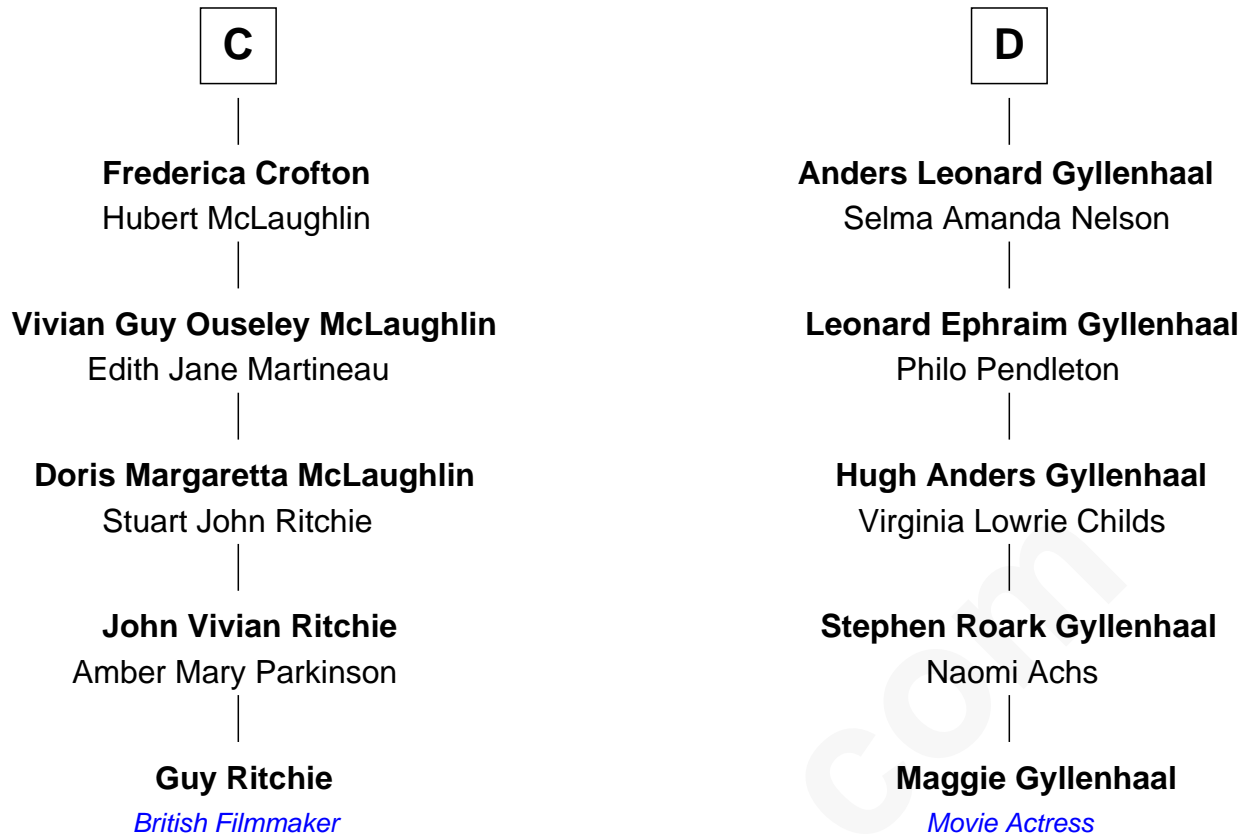 C
Frederica Crofton
Hubert McLaughlin
Vivian Guy Ouseley McLaughlin
Edith Jane Martineau
Doris Margaretta McLaughlin
Stuart John Ritchie
John Vivian Ritchie
Amber Mary Parkinson
Guy Ritchie
British Filmmaker
D
Anders Leonard Gyllenhaal
Selma Amanda Nelson
Leonard Ephraim Gyllenhaal
Philo Pendleton
Hugh Anders Gyllenhaal
Virginia Lowrie Childs
Stephen Roark Gyllenhaal
Naomi Achs
Maggie Gyllenhaal
Movie Actress
com